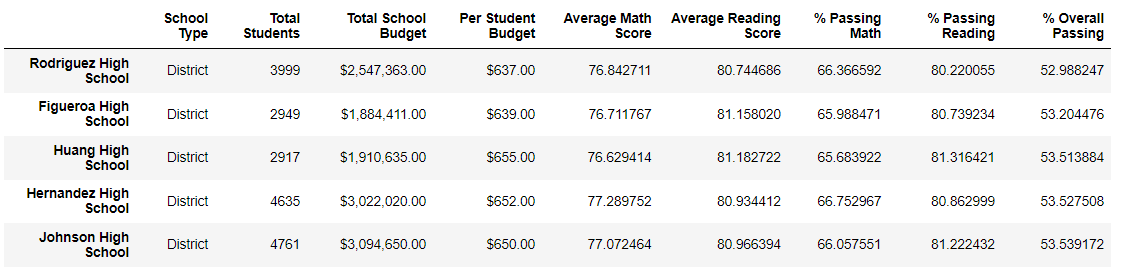 School Type Total Students Total School Budget Per Student Budget Average Math Score Average Reading Score % Passing Math % Passing Reading % Overall Passing
Rodriguez High School District 3999 $2,547,363.00 $637.00 76.842711 80.744686 66.366592 80.220055 52.988247
Figueroa High School District 2949 $1,884,411.00 $639.00 76.711767 81.158020 65.988471 80.739234 53.204476
Huang High School District 2917 $1,910,635.00 $655.00 76.629414 81.182722 65.683922 81.316421 53.513884
Hernandez High School District 4635 $3,022,020.00 $652.00 77.289752 80.934412 66.752967 80.862999 53.527508
Johnson High School District 4761 $3,094,650.00 $650.00 77.072464 80.966394 66.057551 81.222432 53.539172